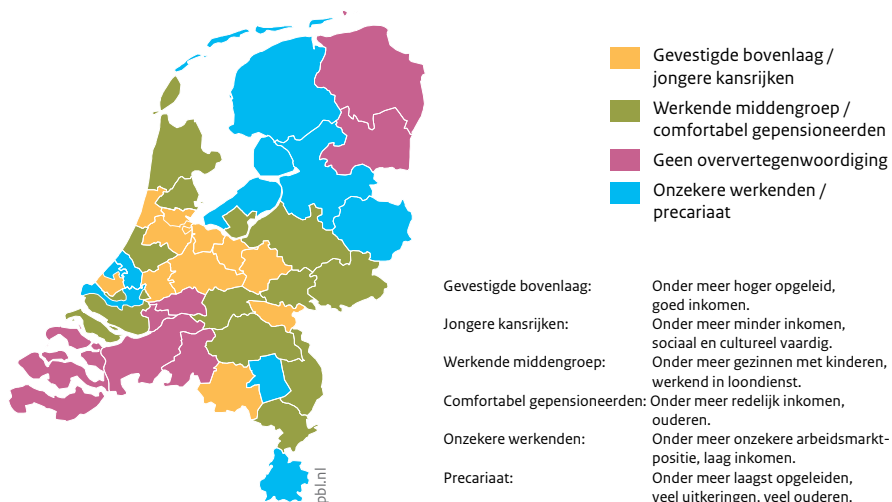 Gevestigde bovenlaag /
jongere kansrijken
Werkende middengroep /
comfortabel gepensioneerden
Geen oververtegenwoordiging
Onzekere werkenden /
precariaat
Gevestigde bovenlaag: Onder meer hoger opgeleid,
goed inkomen.
Jongere kansrijken: Onder meer minder inkomen,
sociaal en cultureel vaardig.
Werkende middengroep: Onder meer gezinnen met kinderen,
werkend in loondienst.
Comfortabel gepensioneerden: Onder meer redelijk inkomen,
ouderen.
Onzekere werkenden: Onder meer onzekere arbeidsmarkt-
positie, laag inkomen.
Precariaat: Onder meer laagst opgeleiden,
veel uitkeringen, veel ouderen.
pbl.nl